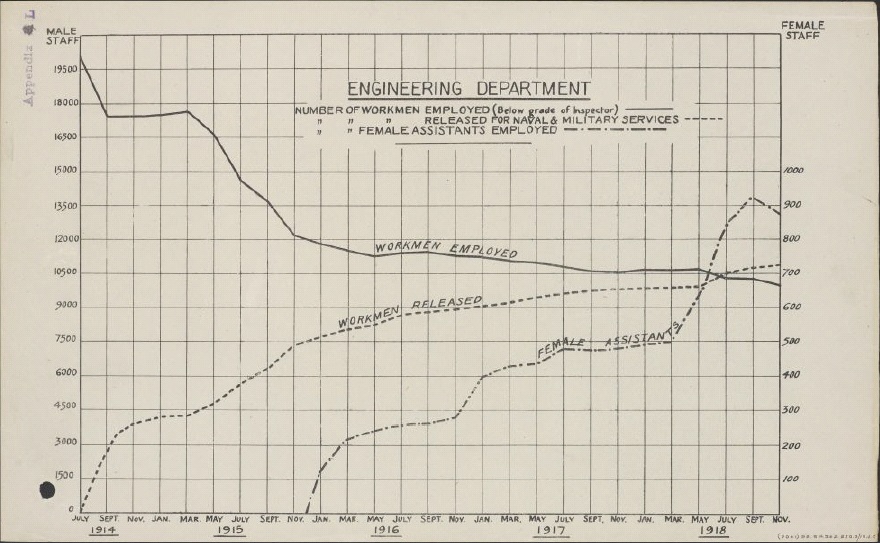 Appendix L
MALE
STAFF
FEMALE
STAFF
ENGINEERING DEPARTMENT
NUMBER OF WORKMEN EMPLOYED (Below grade of Inspector)
" " " RELEASED FOR NAVAL & MILITARY SERVICES
" " FEMALE ASSISTANTS EMPLOYED
19500
18000
16500
15000
13500
12000
10500
9000
7500
6000
4500
3000
1500
0
1000
900
800
700
600
500
400
300
200
100
WORKMEN EMPLOYED
WORKMEN RELEASED
FEMALE ASSISTANTS
JULY SEPT. NOV. JAN. MAR. MAY JULY SEPT. NOV. JAN. MAR. MAY JULY SEPT. NOV. JAN. MAR. MAY JULY SEPT. NOV. JAN. MAR. MAY JULY SEPT. NOV.
1914 1915 1916 1917 1918